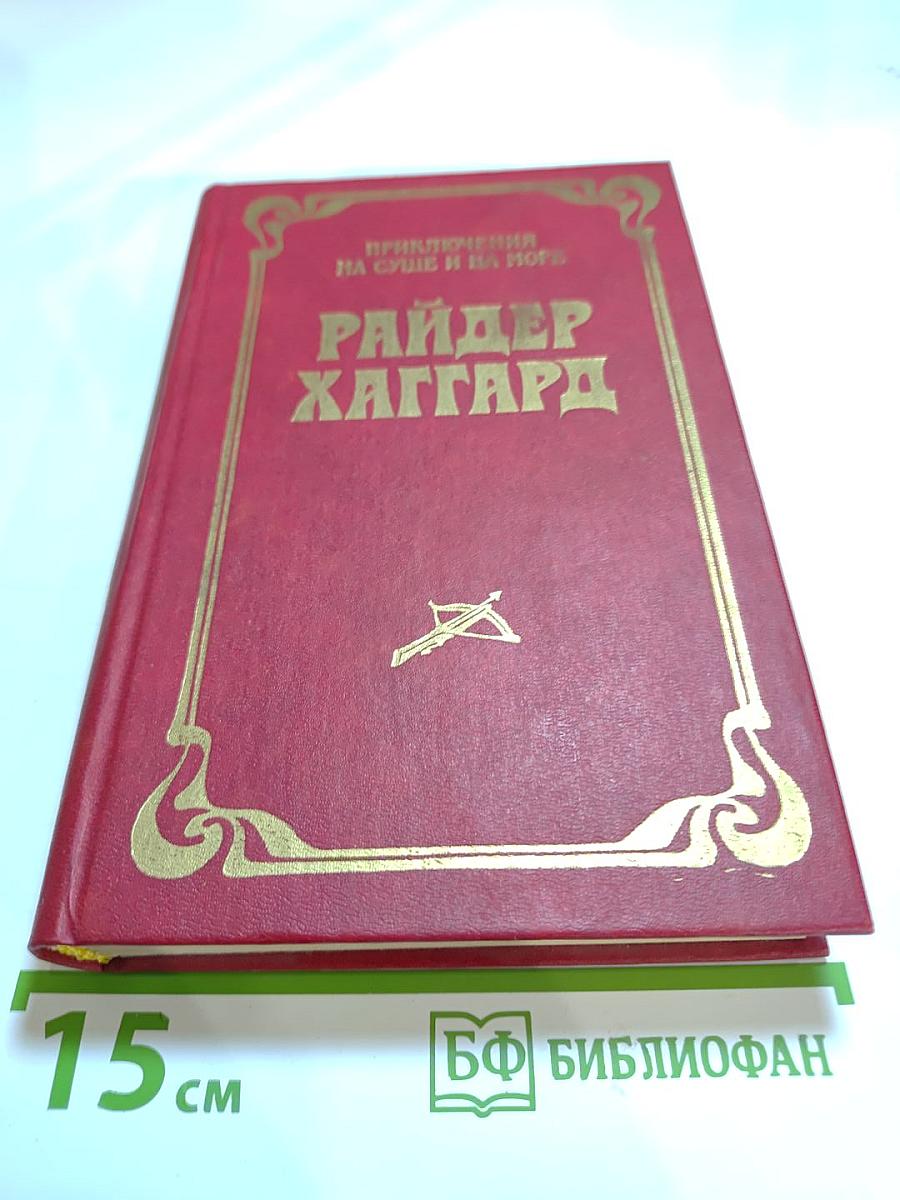 ПРИКЛЮЧЕНИЯ
НА СУШЕ И НА МОРЕ
РАЙДЕР
ХАГГАРД
15 см
БФ БИБЛИОФАН